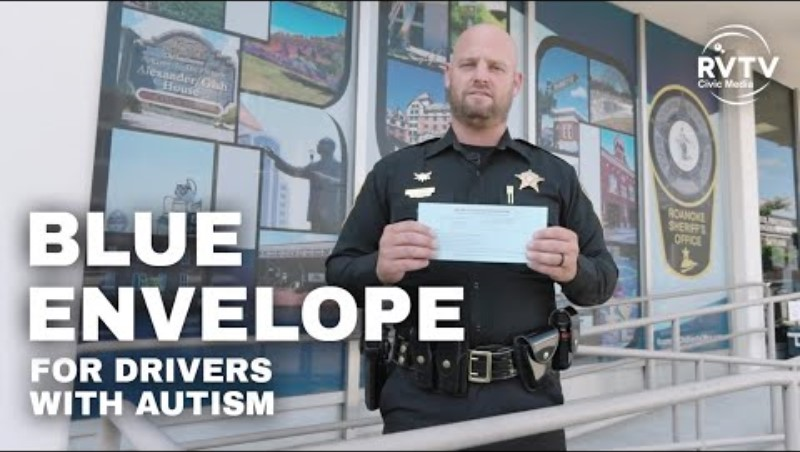 RVTV
Civic Media
Alexander-Gish
House
ROANOKE
SHERIFF'S
OFFICE
BLUE
ENVELOPE
FOR DRIVERS
WITH AUTISM